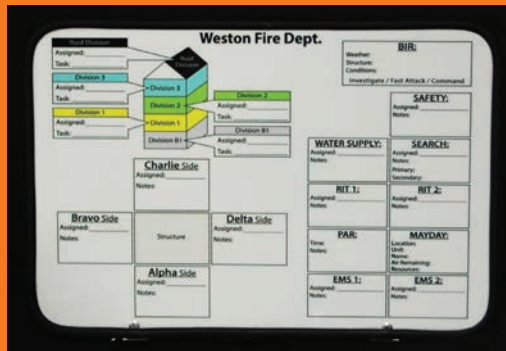 Weston Fire Dept.
Roof Division
Assigned:
Task:
Roof
Division
Division 3
Assigned:
Task:
Division 3
Division 2
Division 2
Assigned:
Task:
Division 1
Assigned:
Task:
Division 1
Division B1
Division B1
Assigned:
Task:
BIR:
Weather:
Structure:
Conditions:
Investigate / Fast Attack / Command
SAFETY:
Assigned:
Notes:
WATER SUPPLY:
Assigned:
Notes:
SEARCH:
Assigned:
Notes:
Primary:
Secondary:
RIT 1:
Assigned:
Notes:
RIT 2:
Assigned:
Notes:
PAR:
Time:
Notes:
MAYDAY:
Location:
Unit:
Name:
Air Remaining:
Resources:
EMS 1:
Assigned:
Notes:
EMS 2:
Assigned:
Notes:
Charlie Side
Assigned:
Notes:
Bravo Side
Assigned:
Notes:
Structure
Delta Side
Assigned:
Notes:
Alpha Side
Assigned:
Notes: